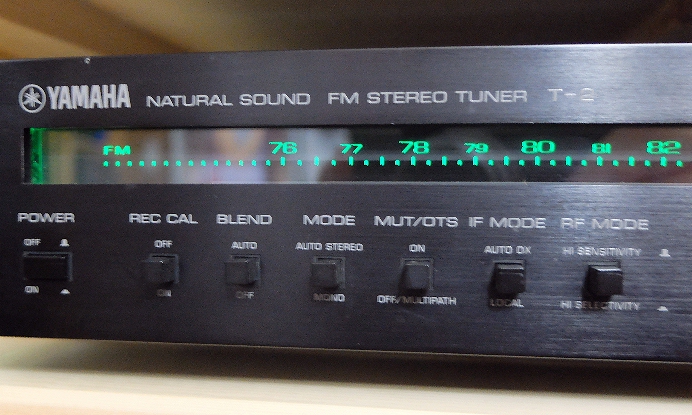 YAMAHA NATURAL SOUND FM STEREO TUNER T-2
FM 76 77 78 79 80 81 82
POWER REC CAL BLEND MODE MUT/OTS IF MODE RF MODE
OFF OFF AUTO AUTO STEREO ON AUTO DX HI SENSITIVITY
ON ON OFF MONO OFF/MULTIPATH LOCAL HI SELECTIVITY